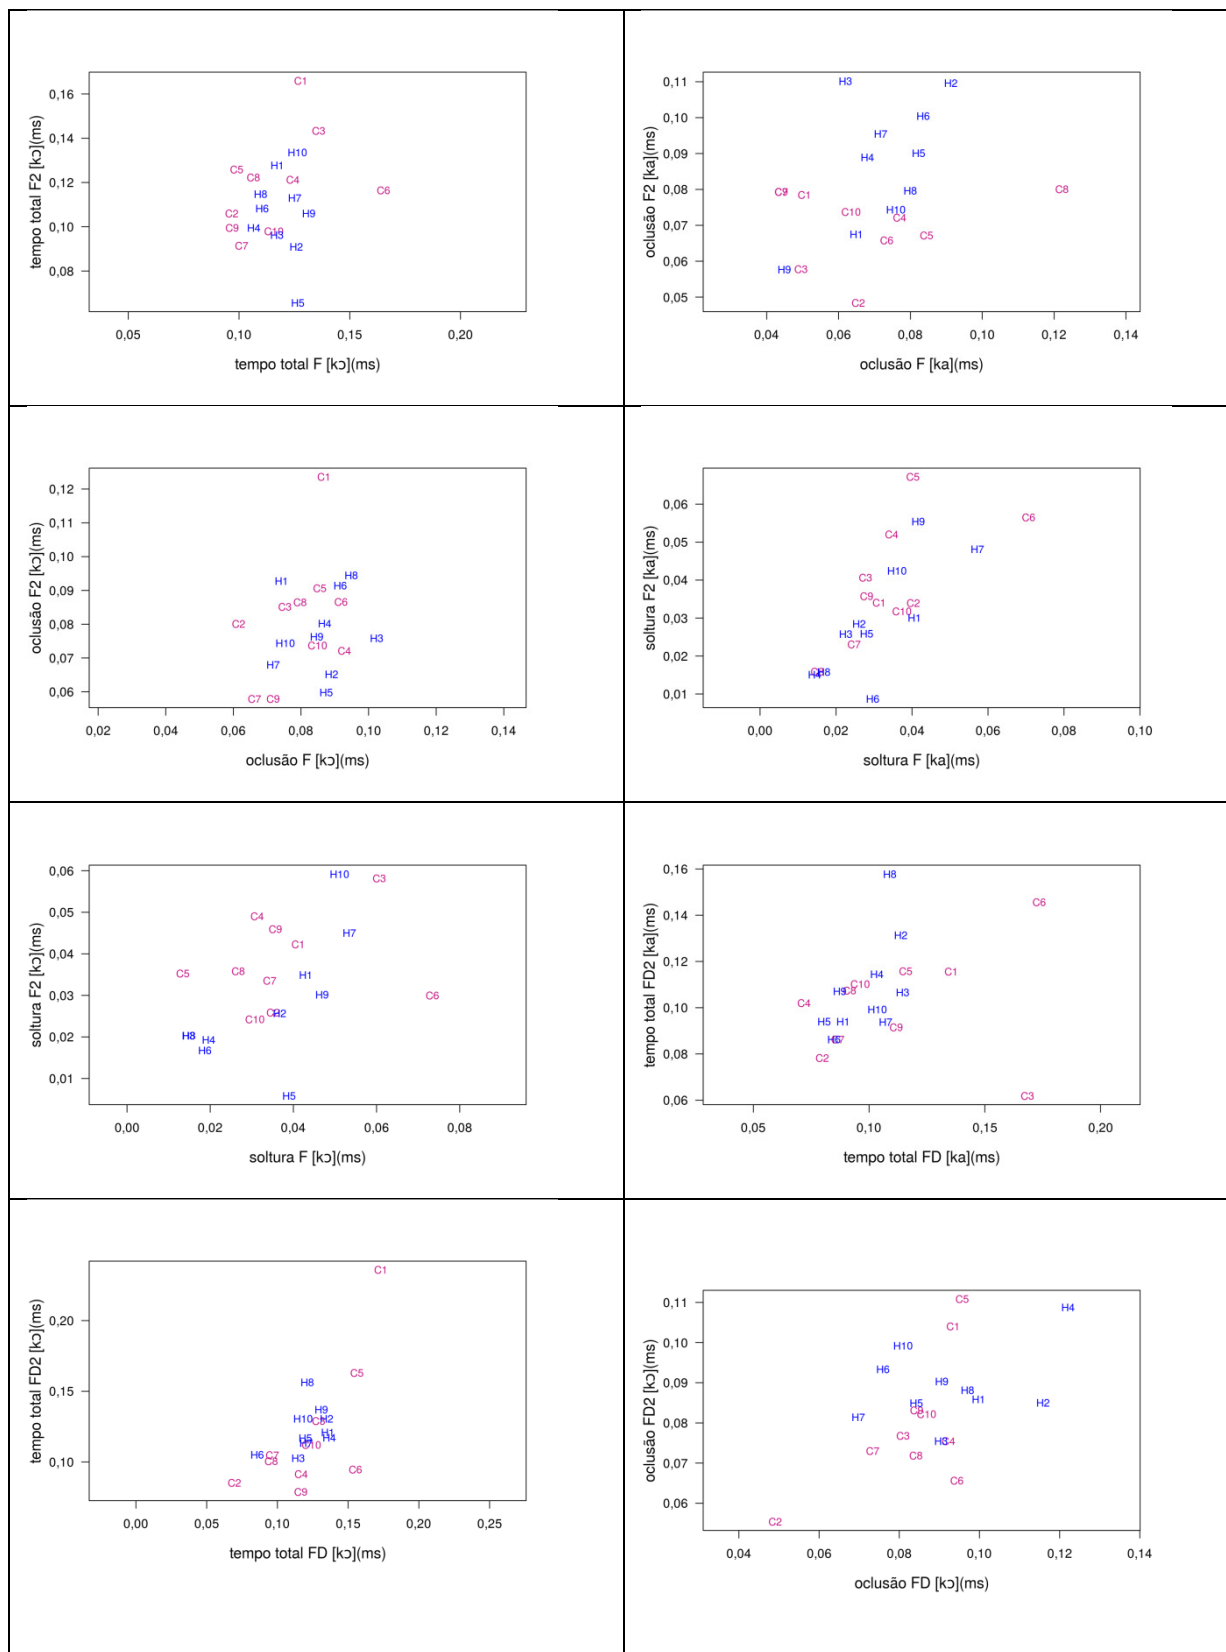 0,16
0,14
0,12
0,10
0,08
tempo total F2 [kɔ](ms)
C1
C3
H10
H1
C5
C8
C4
C6
H8
H7
H6
C2
H9
C9
H4
C10
H3
C7
H2
H5
0,05 0,10 0,15 0,20
tempo total F [kɔ](ms)
0,11
0,10
0,09
0,08
0,07
0,06
0,05
oclusão F2 [ka](ms)
H3 H2
H6
H7
H5
H4
C8
H8
C1
H10
C10
C4
H1
C5
C6
H9 C3
C2
0,04 0,06 0,08 0,10 0,12 0,14
oclusão F [ka](ms)
0,12
0,11
0,10
0,09
0,08
0,07
0,06
oclusão F2 [kɔ](ms)
C1
H8
H1
H6
C5
C8 C6
C3
C2 H4
H9 H3
H10 C10
C4
H7
H2
H5
C7 C9
0,02 0,04 0,06 0,08 0,10 0,12 0,14
oclusão F [kɔ](ms)
0,06
0,05
0,04
0,03
0,02
0,01
soltura F2 [ka](ms)
C5
C6
H9
C4
H7
H10
C3
C9
C1 C2
C10
H1
H2
H3 H5
C7
H8
H4
H6
0,00 0,02 0,04 0,06 0,08 0,10
soltura F [ka](ms)
0,06
0,05
0,04
0,03
0,02
0,01
soltura F2 [kɔ](ms)
H10
C3
C4
C9
H7
C1
C8
C5 H1
C7
H9 C6
H2
C10
H4
H6
H5
0,00 0,02 0,04 0,06 0,08
soltura F [kɔ](ms)
0,16
0,14
0,12
0,10
0,08
0,06
tempo total FD2 [ka](ms)
H8
C6
H2
C5 C1
H4
C10
C8
H9 H3
C4
H10
H5 H1 H7
C9
H6
C7
C2
C3
0,05 0,10 0,15 0,20
tempo total FD [ka](ms)
0,20
0,15
0,10
tempo total FD2 [kɔ](ms)
C1
C5
H8
H9
H10 H2
C3
H1
H5 H4
H7
C10
H6 C7
H3
C8
C6
C4
C2
C9
0,00 0,05 0,10 0,15 0,20 0,25
tempo total FD [kɔ](ms)
0,11
0,10
0,09
0,08
0,07
0,06
oclusão FD2 [kɔ](ms)
C5
H4
C1
H10
H6
H9
H8
H1
H5 H2
C9
C10
H7
C3
H3
C4
C7
C8
C6
C2
0,04 0,06 0,08 0,10 0,12 0,14
oclusão FD [kɔ](ms)